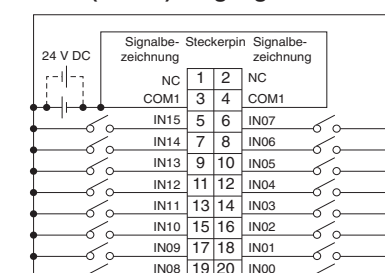 Signalbe- Steckerpin Signalbe-
24 V DC zeichnung zeichnung
NC 1 2 NC
COM1 3 4 COM1
IN15 5 6 IN07
IN14 7 8 IN06
IN13 9 10 IN05
IN12 11 12 IN04
IN11 13 14 IN03
IN10 15 16 IN02
IN09 17 18 IN01
IN08 19 20 IN00